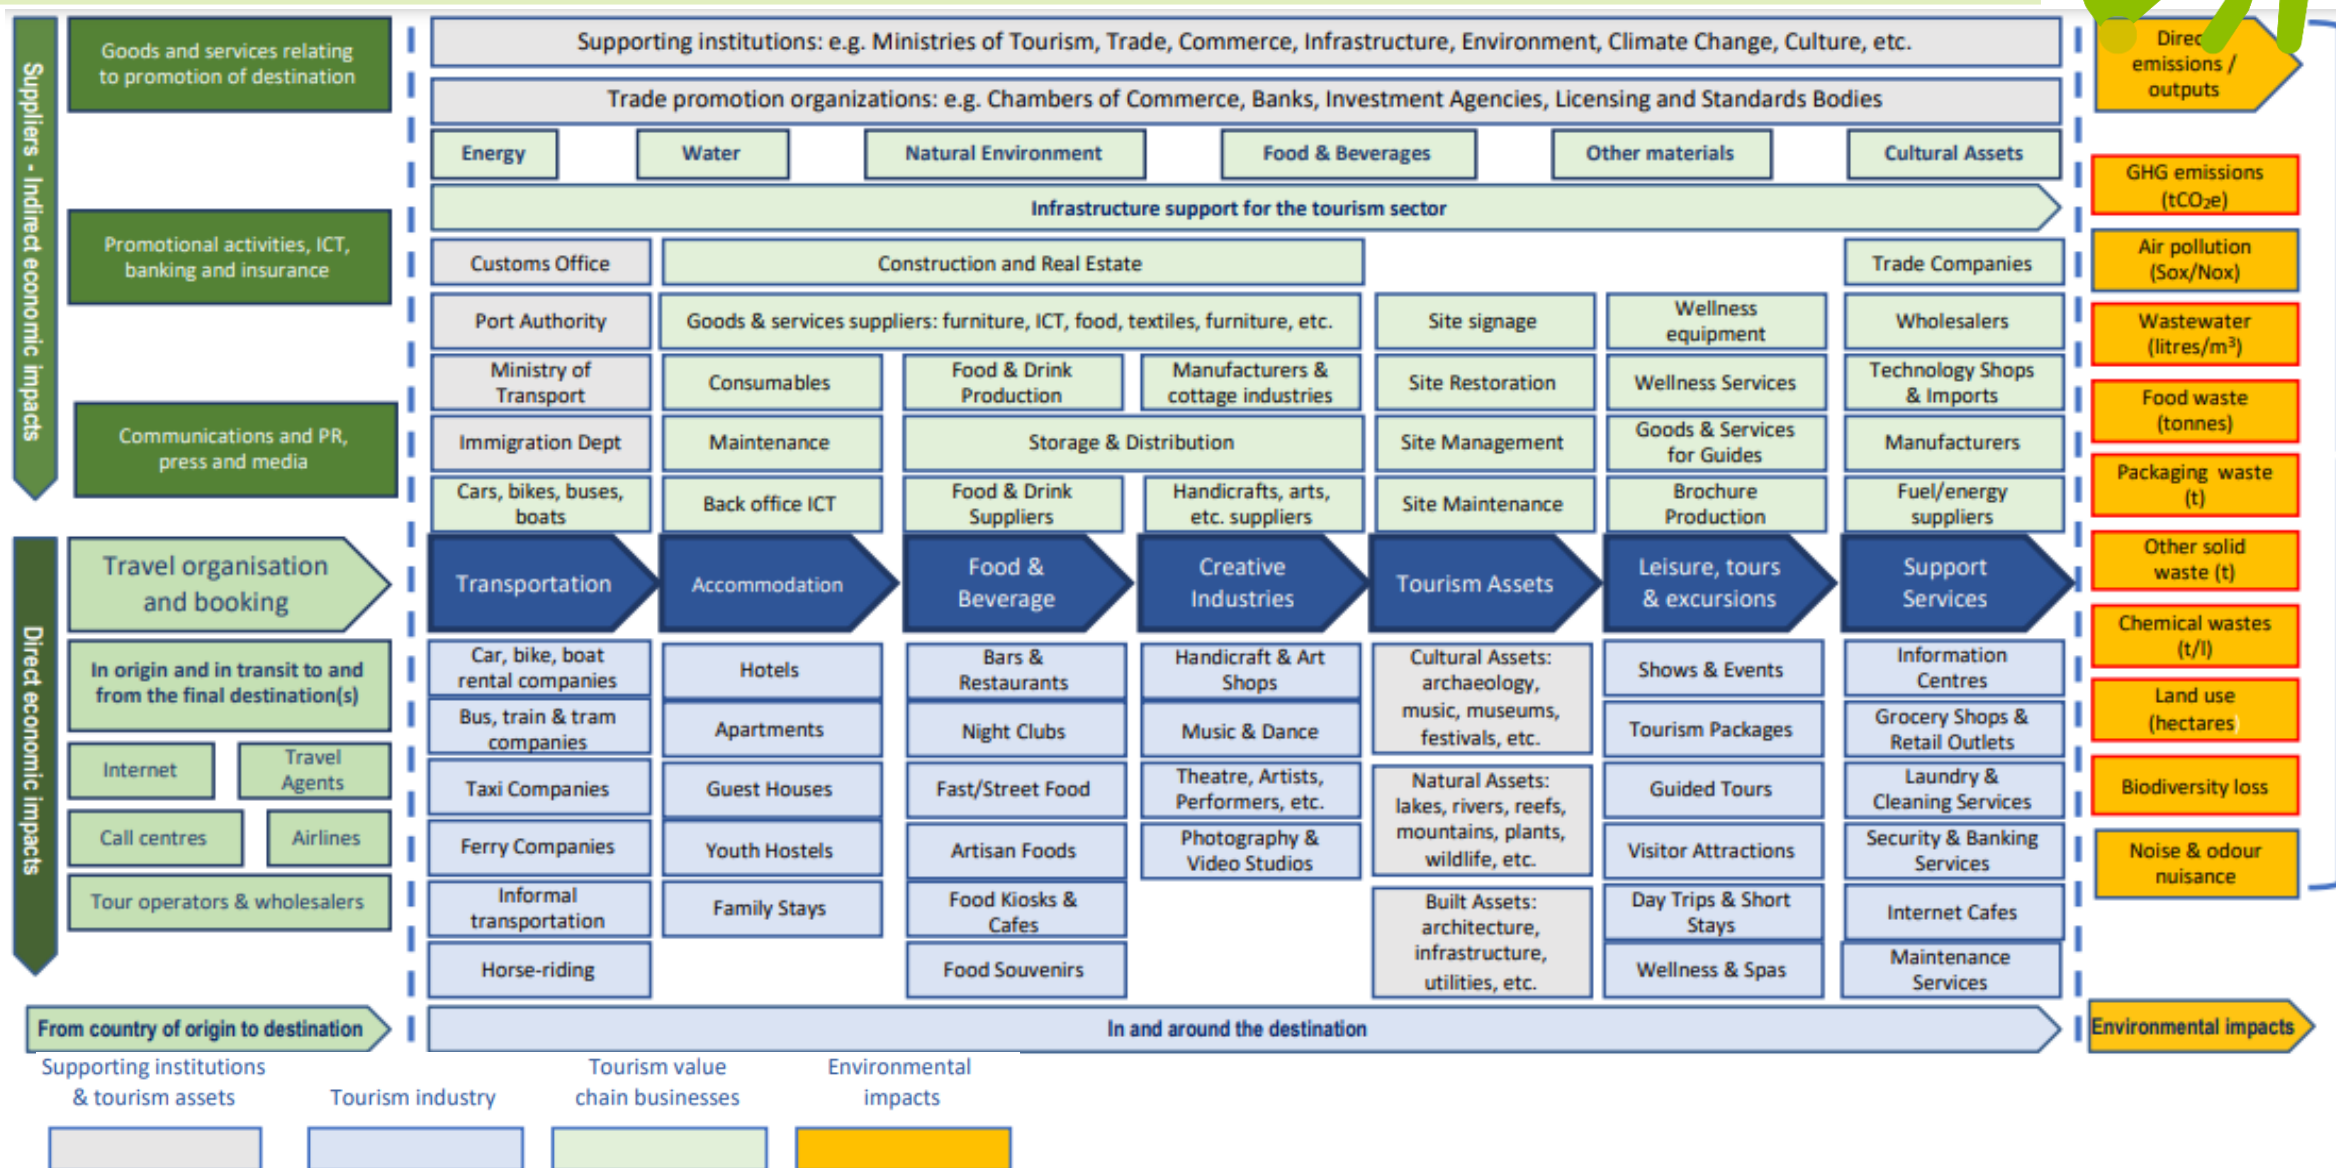 Suppliers - Indirect economic impacts
Goods and services relating
to promotion of destination
Promotional activities, ICT,
banking and insurance
Communications and PR,
press and media
Direct economic impacts
Travel organisation
and booking
In origin and in transit to and
from the final destination(s)
Internet
Travel
Agents
Call centres
Airlines
Tour operators & wholesalers
From country of origin to destination
Supporting institutions: e.g. Ministries of Tourism, Trade, Commerce, Infrastructure, Environment, Climate Change, Culture, etc.
Trade promotion organizations: e.g. Chambers of Commerce, Banks, Investment Agencies, Licensing and Standards Bodies
Energy
Water
Natural Environment
Food & Beverages
Other materials
Cultural Assets
Infrastructure support for the tourism sector
Customs Office
Construction and Real Estate
Trade Companies
Port Authority
Goods & services suppliers: furniture, ICT, food, textiles, furniture, etc.
Site signage
Wellness
equipment
Wholesalers
Ministry of
Transport
Consumables
Food & Drink
Production
Manufacturers &
cottage industries
Site Restoration
Wellness Services
Technology Shops
& Imports
Immigration Dept
Maintenance
Storage & Distribution
Site Management
Goods & Services
for Guides
Manufacturers
Cars, bikes, buses,
boats
Back office ICT
Food & Drink
Suppliers
Handicrafts, arts,
etc. suppliers
Site Maintenance
Brochure
Production
Fuel/energy
suppliers
Transportation
Accommodation
Food &
Beverage
Creative
Industries
Tourism Assets
Leisure, tours
& excursions
Support
Services
Car, bike, boat
rental companies
Bus, train & tram
companies
Taxi Companies
Ferry Companies
Informal
transportation
Horse-riding
Hotels
Apartments
Guest Houses
Youth Hostels
Family Stays
Bars &
Restaurants
Night Clubs
Fast/Street Food
Artisan Foods
Food Kiosks &
Cafes
Food Souvenirs
Handicraft & Art
Shops
Music & Dance
Theatre, Artists,
Performers, etc.
Photography &
Video Studios
Cultural Assets:
archaeology,
music, museums,
festivals, etc.
Natural Assets:
lakes, rivers, reefs,
mountains, plants,
wildlife, etc.
Built Assets:
architecture,
infrastructure,
utilities, etc.
Shows & Events
Tourism Packages
Guided Tours
Visitor Attractions
Day Trips & Short
Stays
Wellness & Spas
Information
Centres
Grocery Shops &
Retail Outlets
Laundry &
Cleaning Services
Security & Banking
Services
Internet Cafes
Maintenance
Services
In and around the destination
emissions /
outputs
GHG emissions
(tCO₂e)
Air pollution
(Sox/Nox)
Wastewater
(litres/m³)
Food waste
(tonnes)
Packaging waste
(t)
Other solid
waste (t)
Chemical wastes
(t/l)
Land use
(hectares)
Biodiversity loss
Noise & odour
nuisance
Environmental impacts
Supporting institutions
& tourism assets
Tourism industry
Tourism value
chain businesses
Environmental
impacts